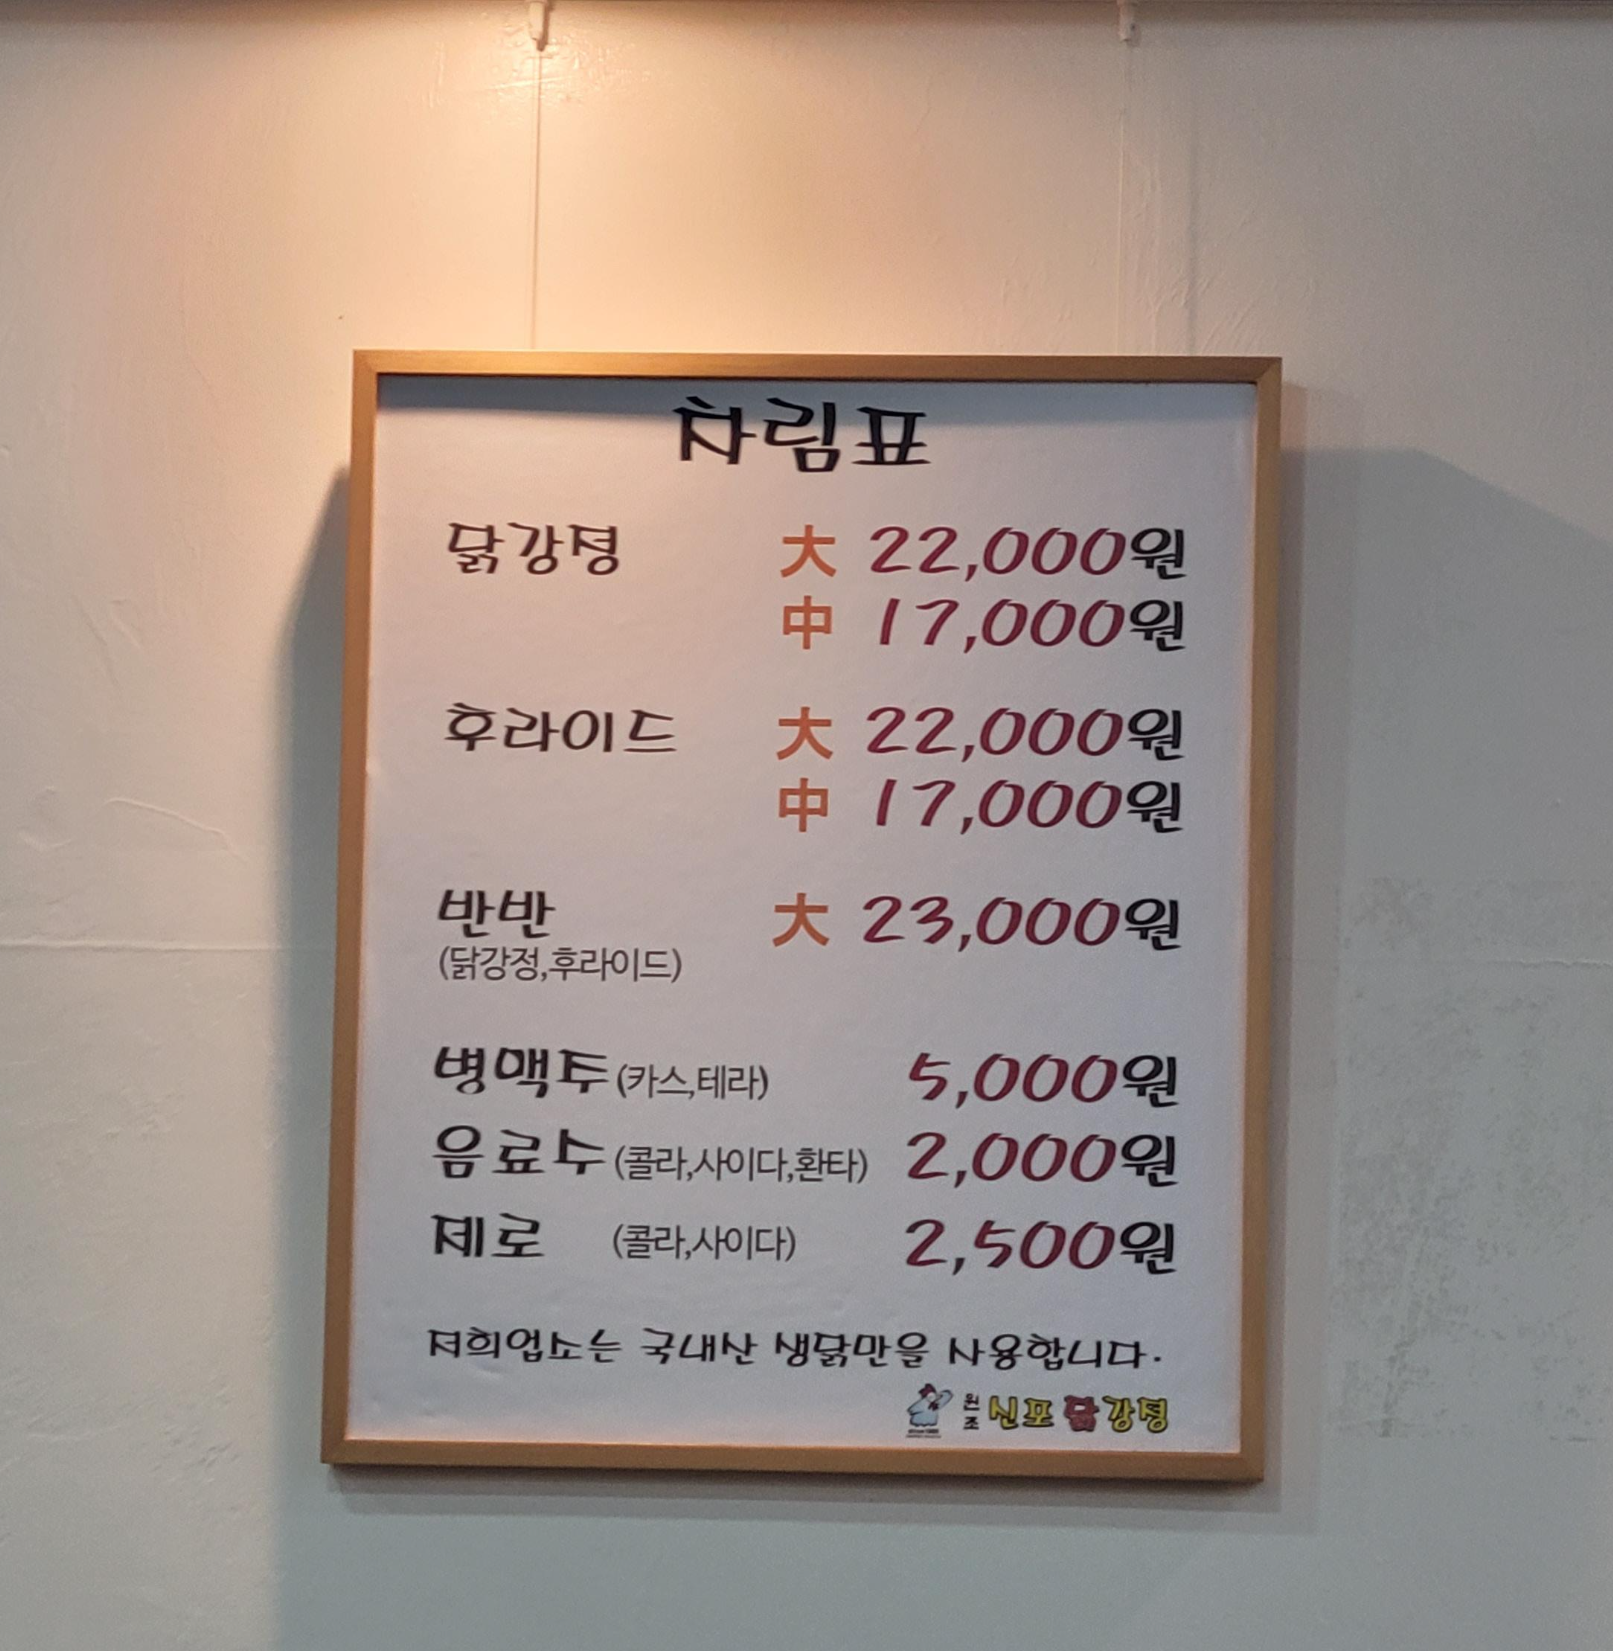 차림표
닭강정 大 22,000원
中 17,000원
후라이드 大 22,000원
中 17,000원
반반 大 23,000원
(닭강정,후라이드)
병맥주(카스,테라) 5,000원
음료수(콜라,사이다,환타) 2,000원
제로 (콜라,사이다) 2,500원
저희업소는 국내산 생닭만을 사용합니다.
원조 신포닭강정